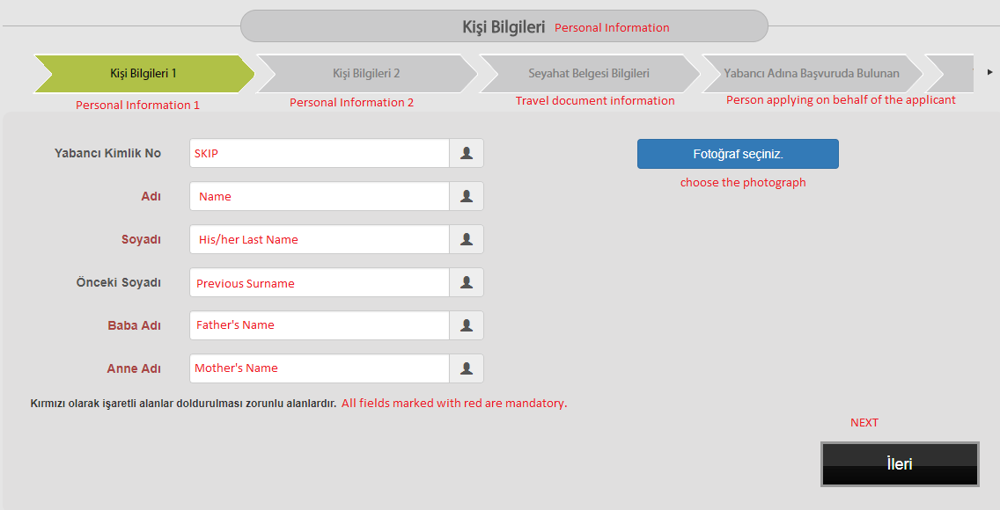 Kişi Bilgileri Personal Information
Kişi Bilgileri 1
Kişi Bilgileri 2
Seyahat Belgesi Bilgileri
Yabancı Adına Başvuruda Bulunan
Personal Information 1
Personal Information 2
Travel document information
Person applying on behalf of the applicant
Yabancı Kimlik No SKIP
Fotoğraf seçiniz.
choose the photograph
Adı Name
Soyadı His/her Last Name
Önceki Soyadı Previous Surname
Baba Adı Father's Name
Anne Adı Mother's Name
Kırmızı olarak işaretli alanlar doldurulması zorunlu alanlardır. All fields marked with red are mandatory.
NEXT
İleri